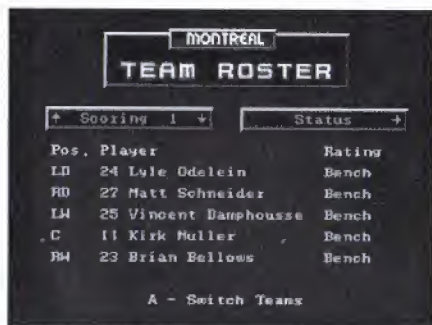 MONTREAL
TEAM ROSTER
↑ Scoring 1 ↓ Status →
Pos. Player Rating
LD 24 Lyle Odelein Bench
RD 27 Matt Schneider Bench
LW 25 Vincent Damphousse Bench
C 11 Kirk Muller Bench
RW 23 Brian Bellows Bench
A - Switch Teams